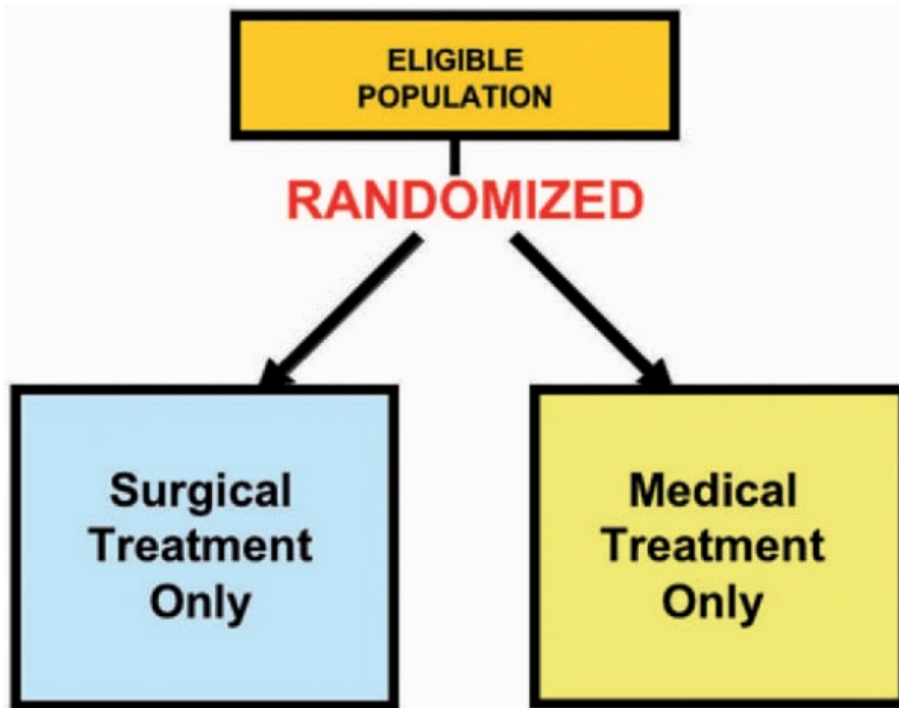 ELIGIBLE
POPULATION
RANDOMIZED
Surgical
Treatment
Only
Medical
Treatment
Only